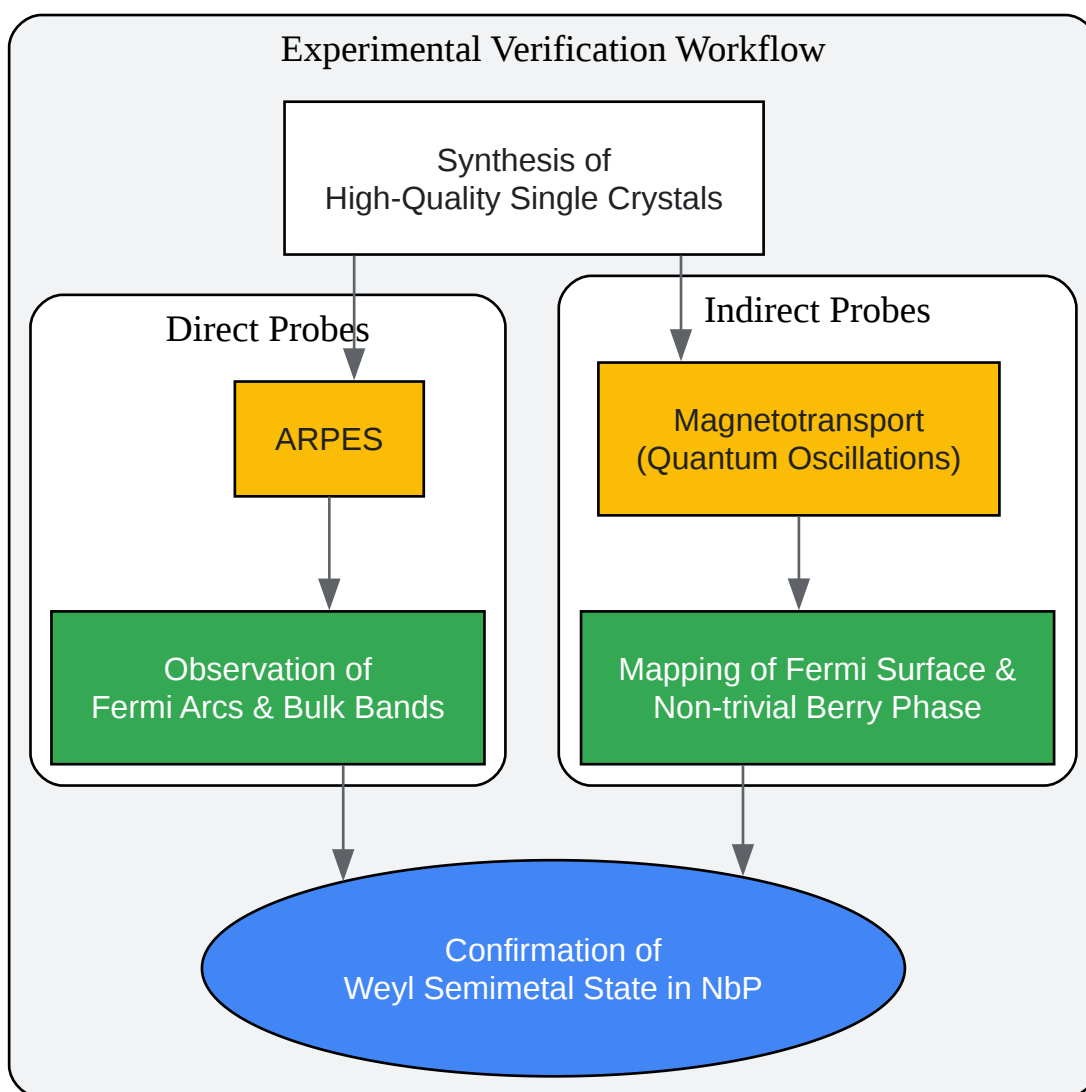 Experimental Verification Workflow
Synthesis of
High-Quality Single Crystals
Direct Probes
ARPES
Observation of
Fermi Arcs & Bulk Bands
Indirect Probes
Magnetotransport
(Quantum Oscillations)
Mapping of Fermi Surface &
Non-trivial Berry Phase
Confirmation of
Weyl Semimetal State in NbP